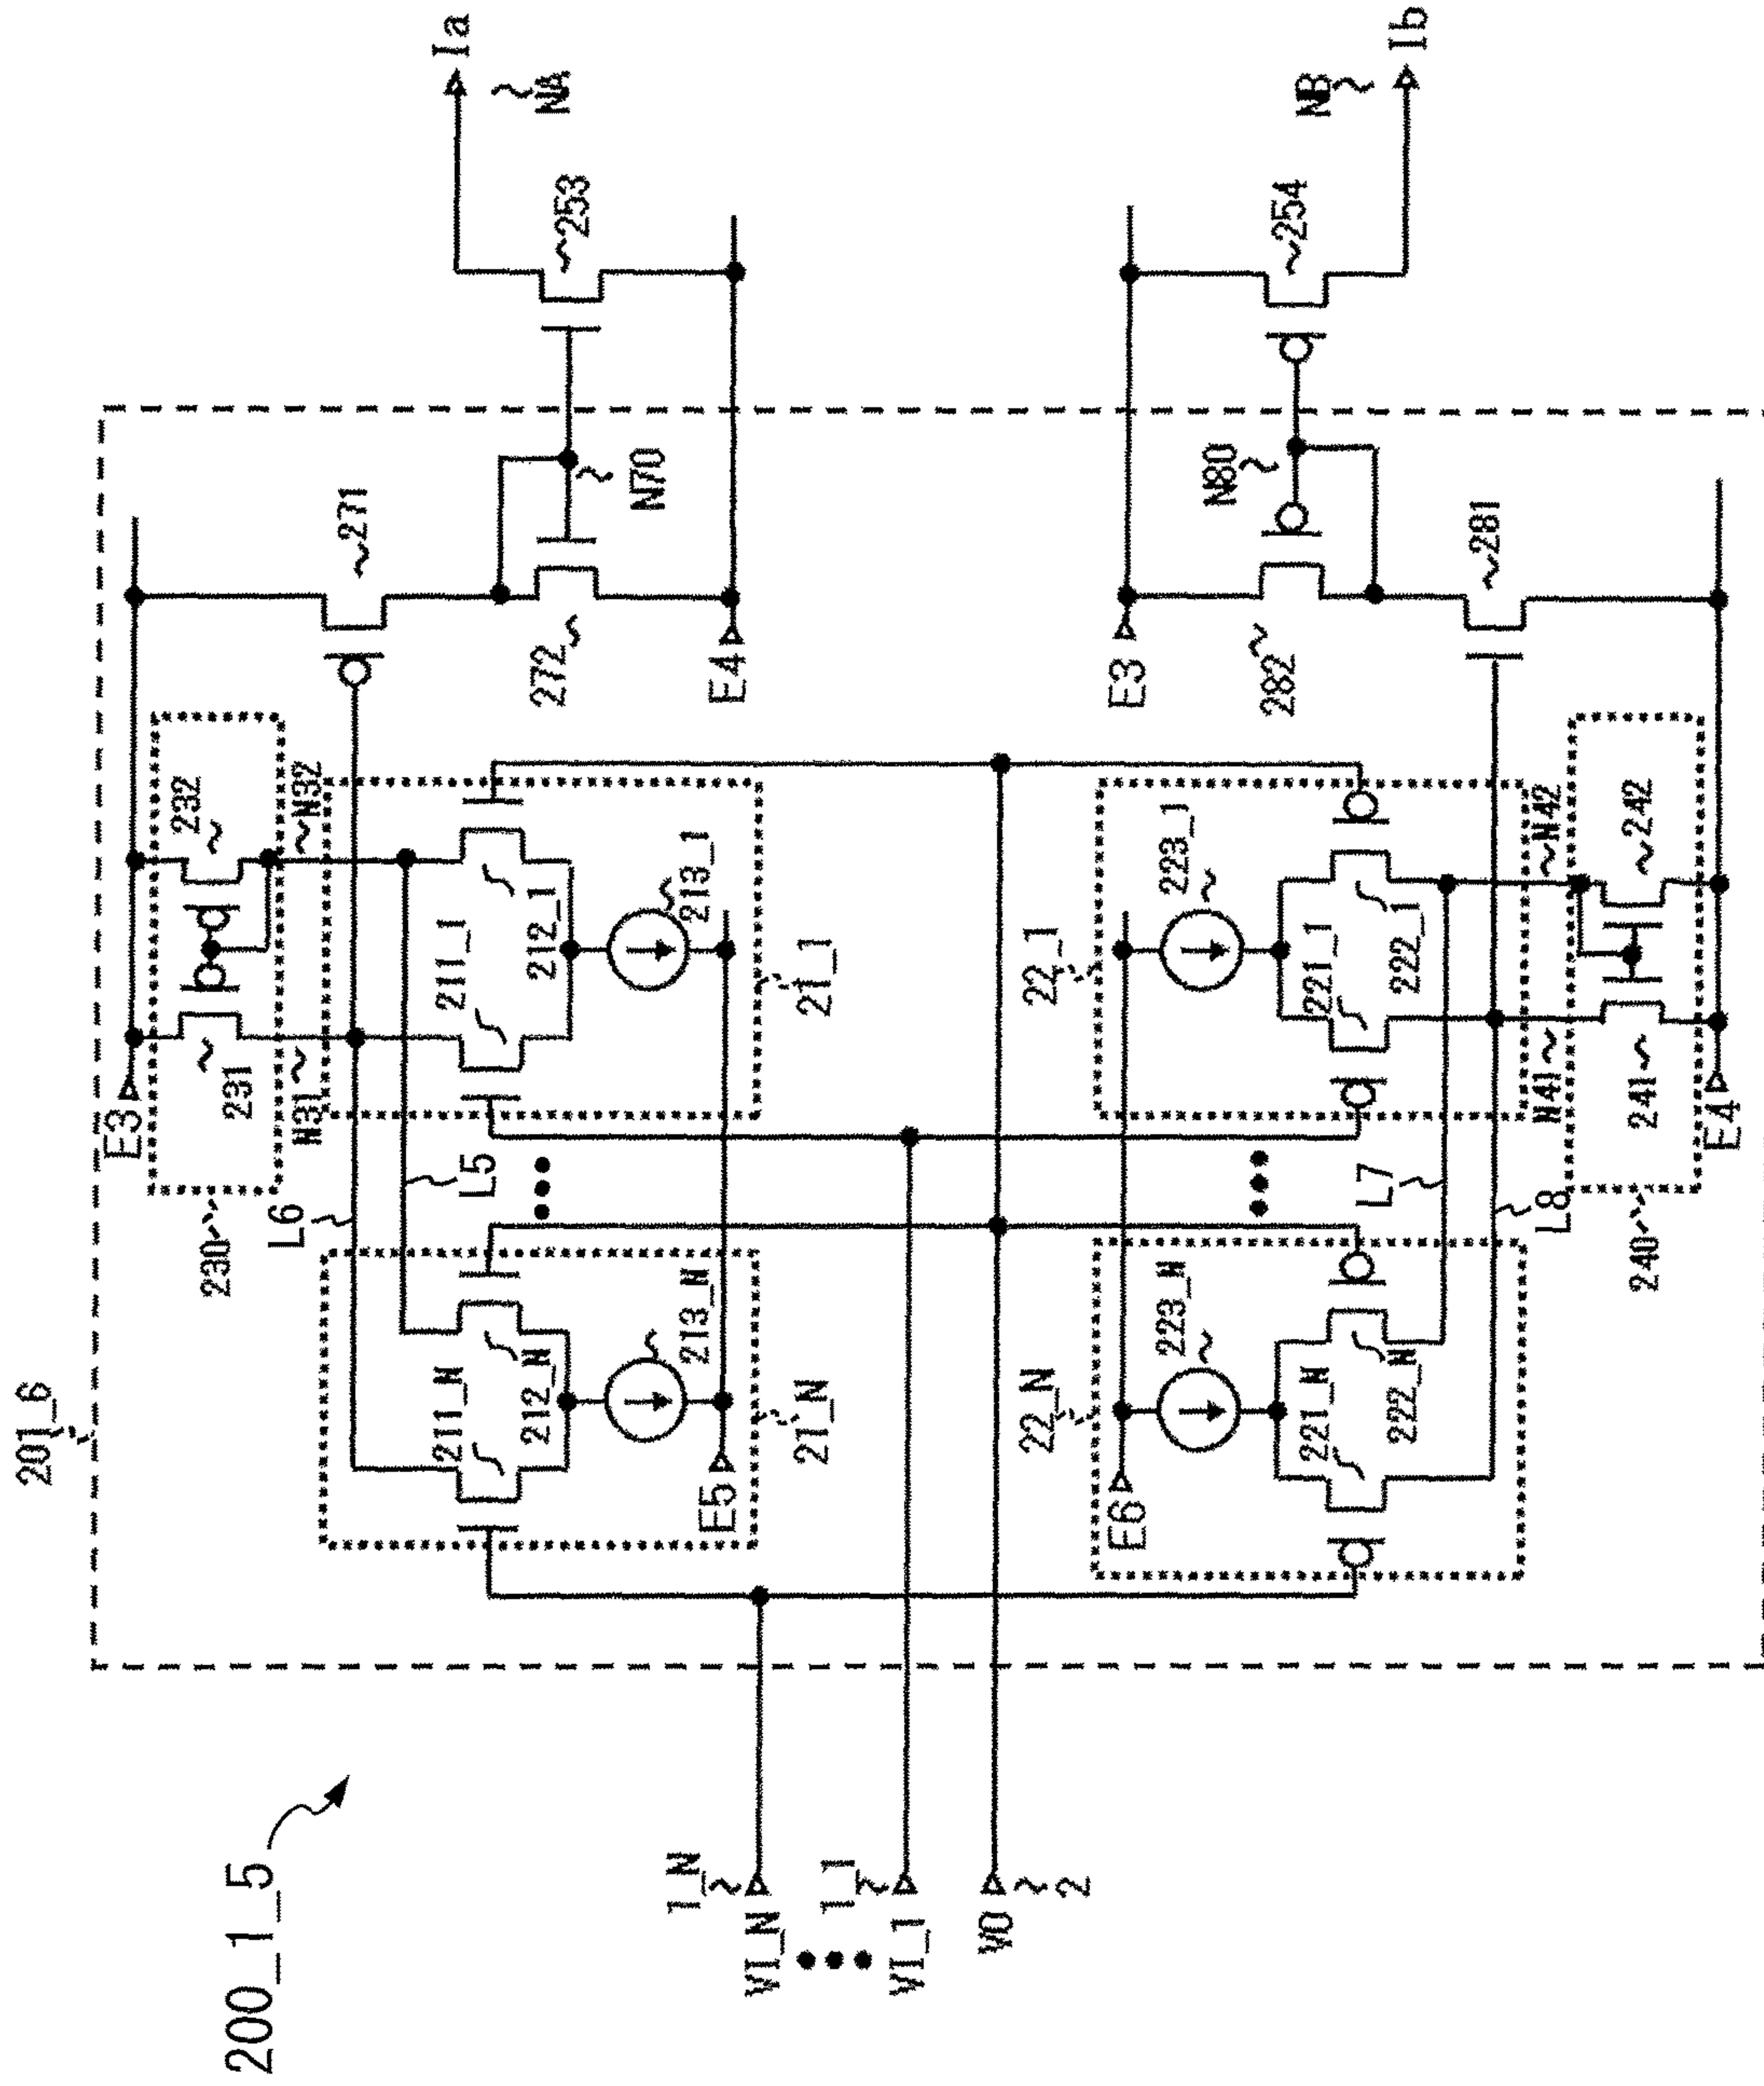 200_1_5
201_6
E3
230
231
232
N31
N32
L6
L5
271
272
N70
E4
253
Ia
NA
211_N
212_N
213_N
21_N
E5
211_1
212_1
213_1
21_1
VI_N
1_N
VI_1
1_1
VO
2
E6
22_N
223_N
221_N
222_N
22_1
223_1
221_1
222_1
L7
L8
N41
N42
240
241
242
E4
E3
282
N80
281
254
NB
Ib